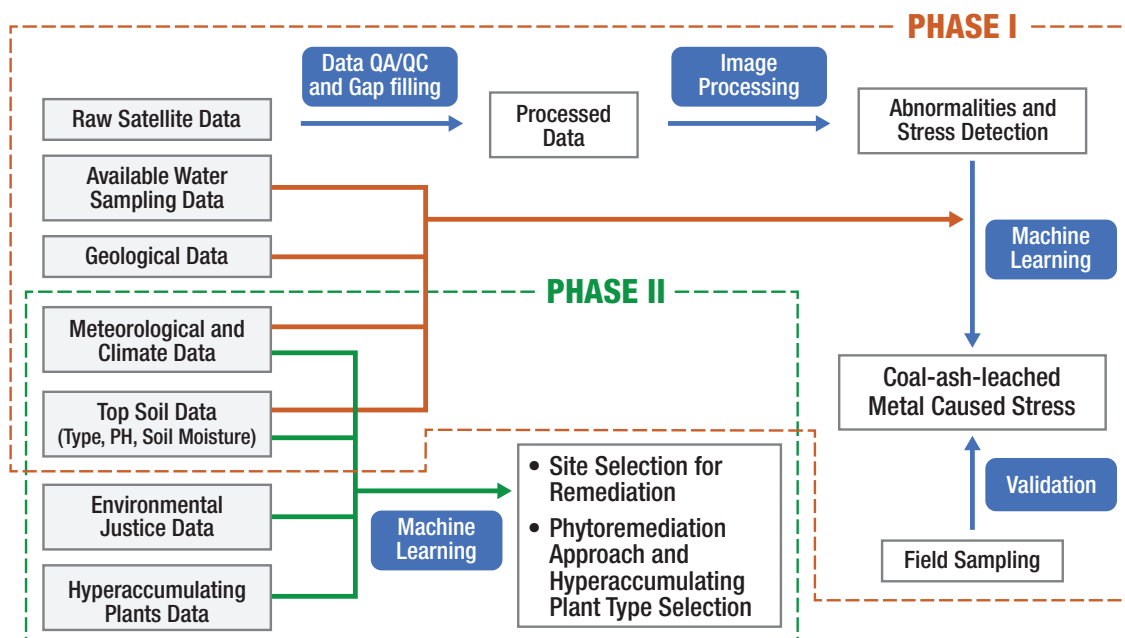 PHASE I
Data QA/QC
and Gap filling
Image
Processing
Raw Satellite Data
Processed
Data
Abnormalities and
Stress Detection
Available Water
Sampling Data
Machine
Learning
Geological Data
PHASE II
Meteorological and
Climate Data
Coal-ash-leached
Metal Caused Stress
Top Soil Data
(Type, PH, Soil Moisture)
• Site Selection for
Remediation
• Phytoremediation
Approach and
Hyperaccumulating
Plant Type Selection
Validation
Environmental
Justice Data
Machine
Learning
Field Sampling
Hyperaccumulating
Plants Data